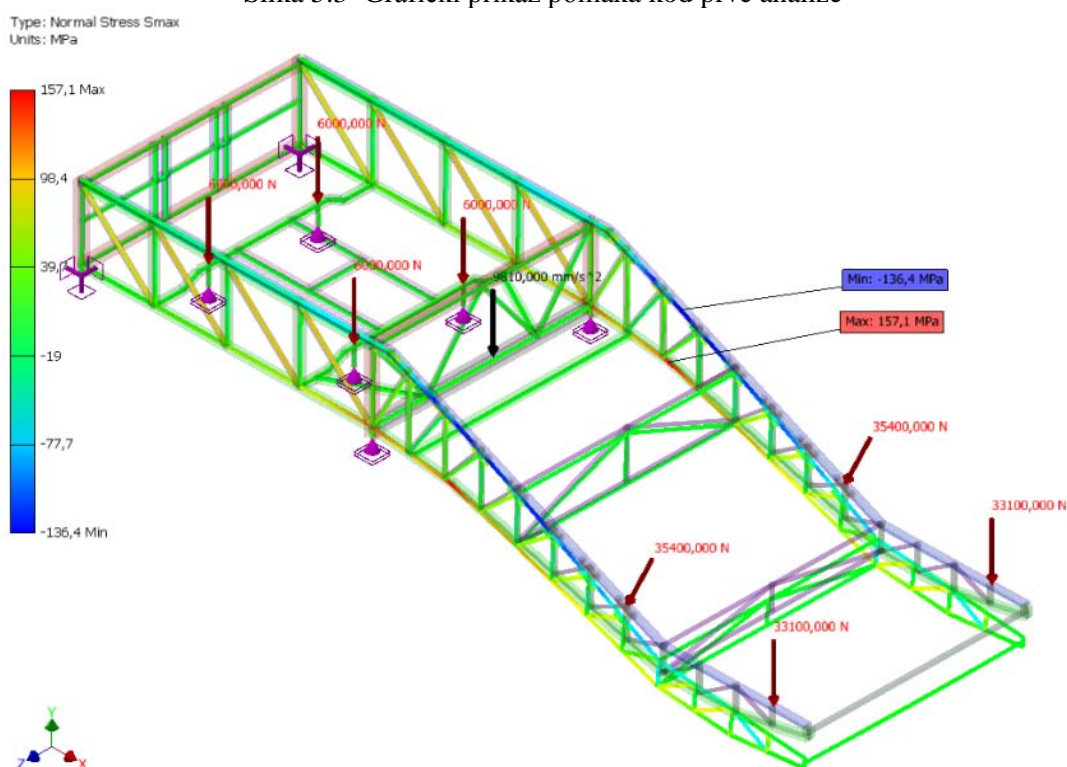 Slika Grafički prikaz pomaka kod prve analize
Type: Normal Stress Smax
Units: MPa
157,1 Max
98,4
39,7
-19
-77,7
-136,4 Min
6000,000 N
6000,000 N
6000,000 N
6000,000 N
9810,000 mm/s^2
Min: -136,4 MPa
Max: 157,1 MPa
35400,000 N
33100,000 N
35400,000 N
33100,000 N
Y
Z
X